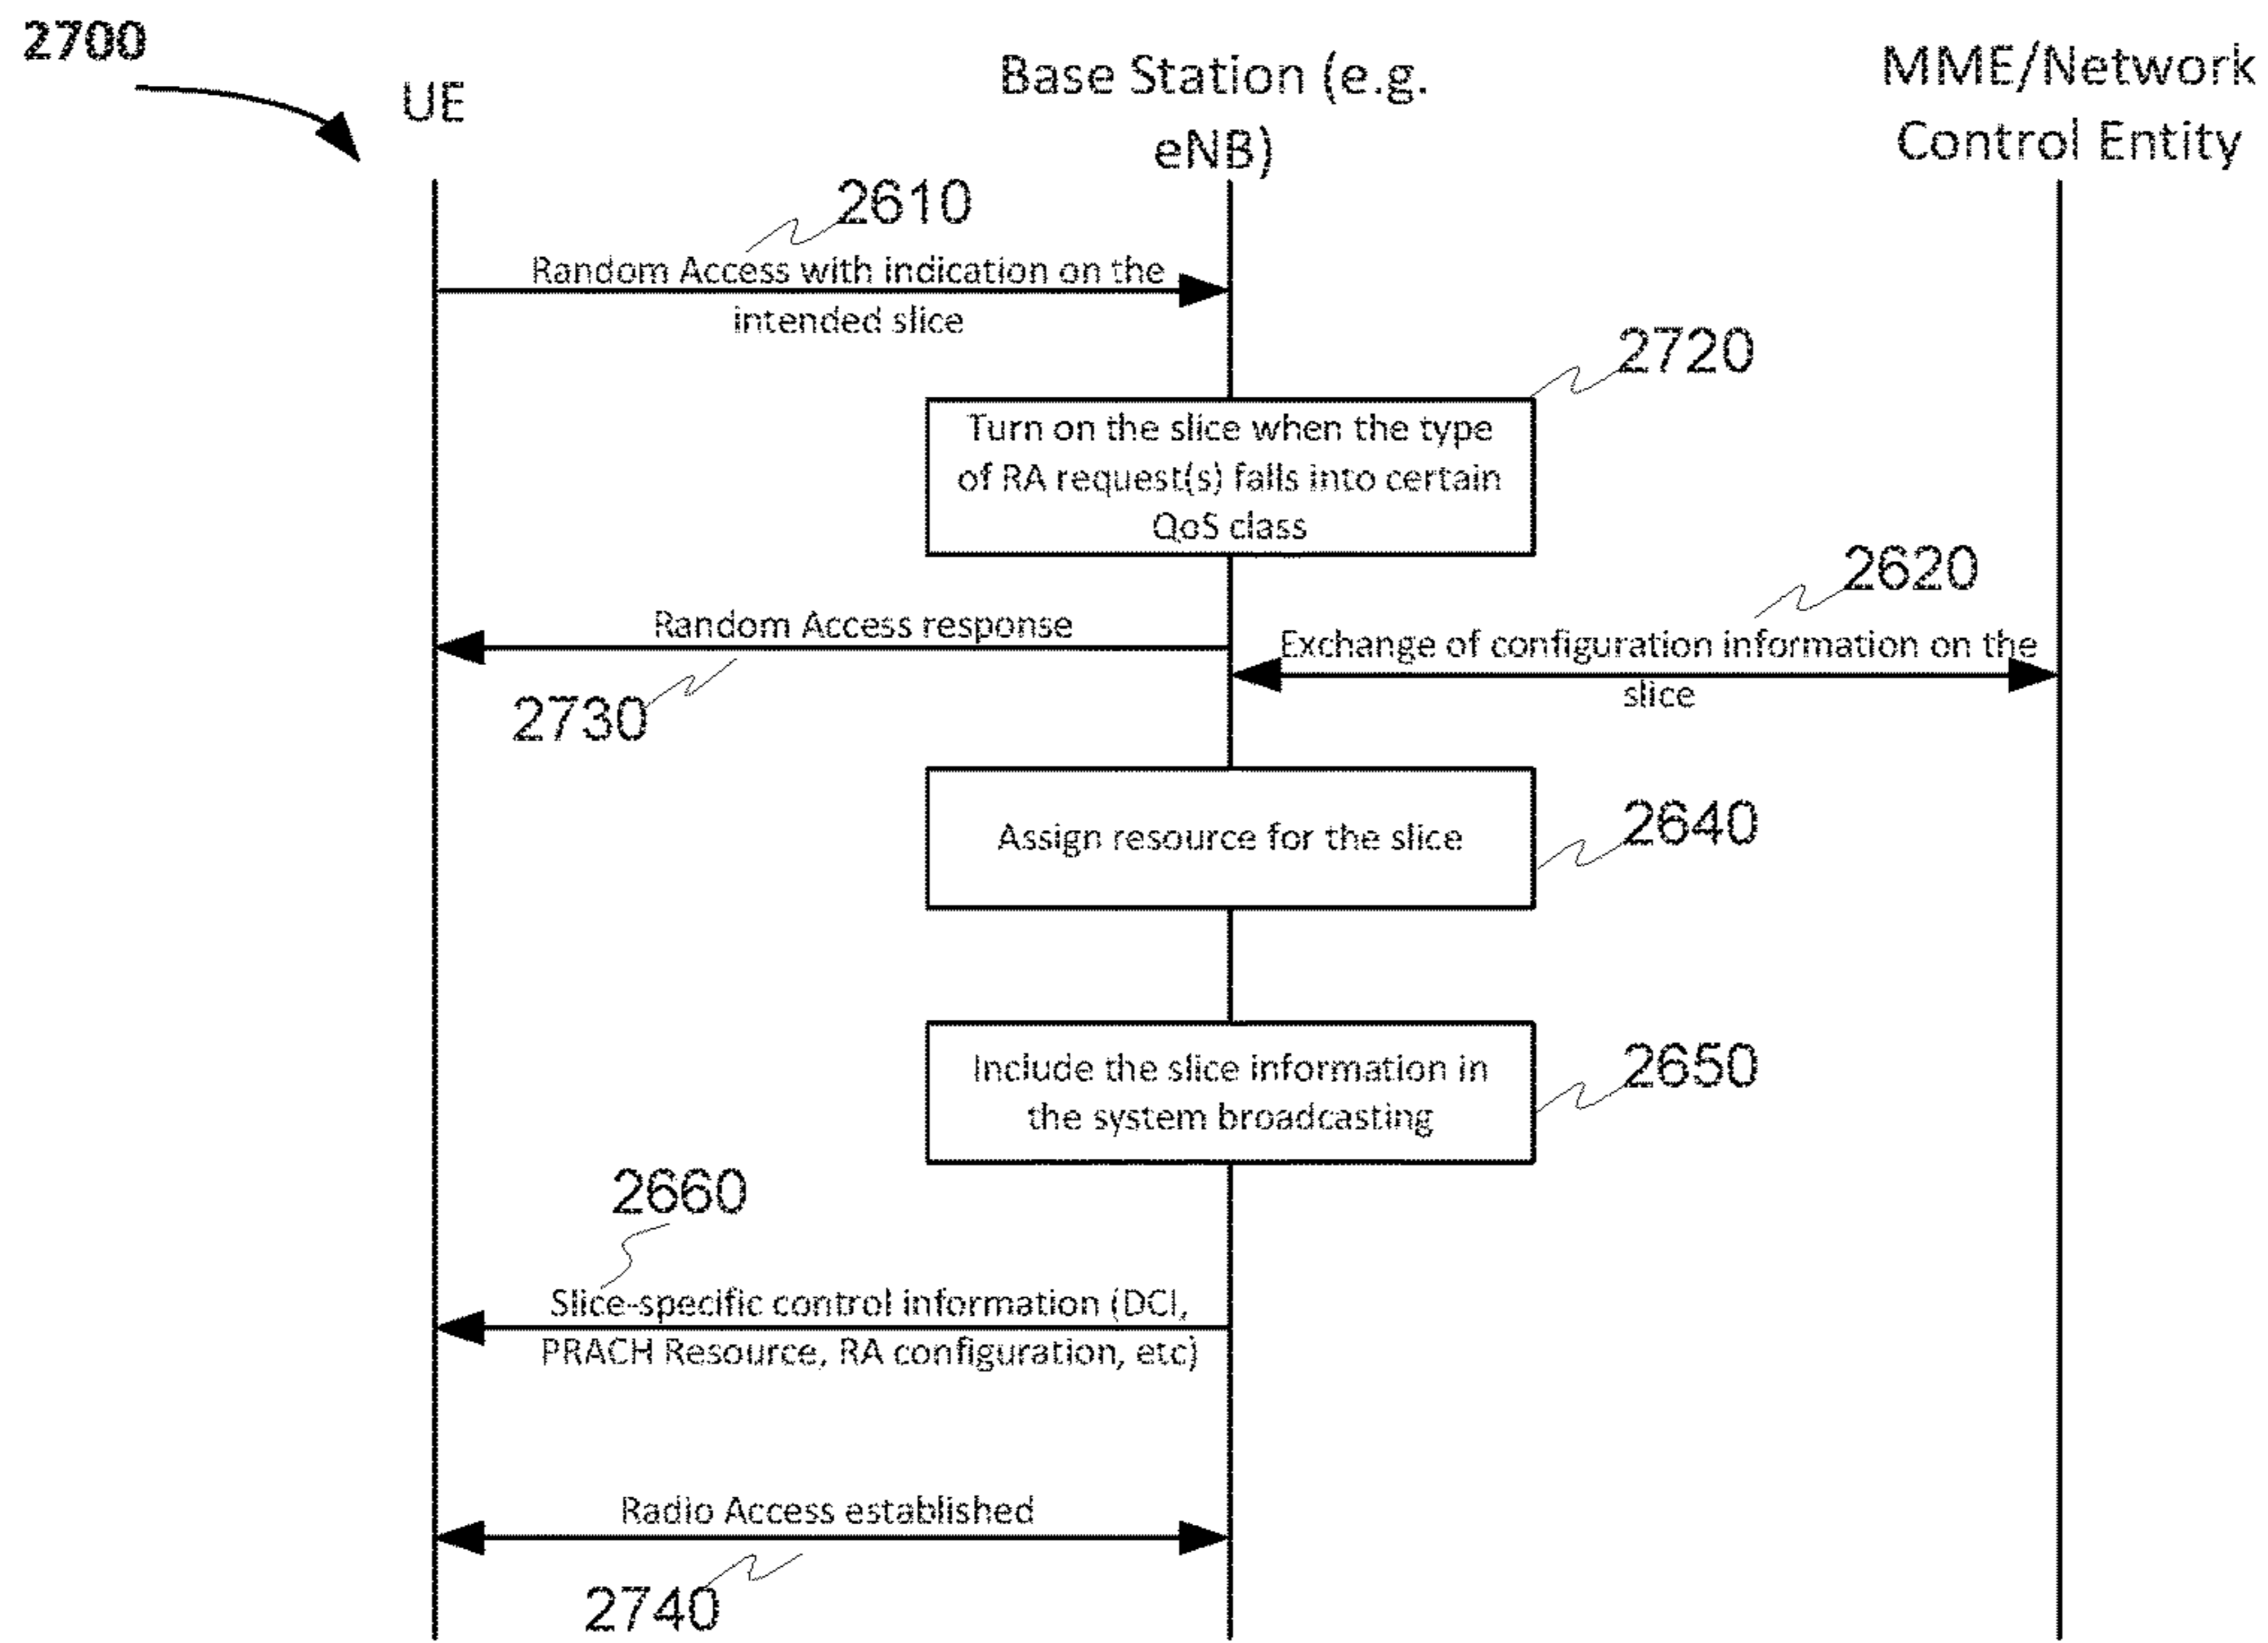 2700
UE
Base Station (e.g.
eNB)
MME/Network
Control Entity
2610
Random Access with indication on the
intended slice
2720
Turn on the slice when the type
of RA request(s) falls into certain
QoS class
2620
Random Access response
Exchange of configuration information on the
slice
2730
Assign resource for the slice
2640
Include the slice information in
the system broadcasting
2650
2660
Slice-specific control information (DCI,
PRACH Resource, RA configuration, etc)
Radio Access established
2740